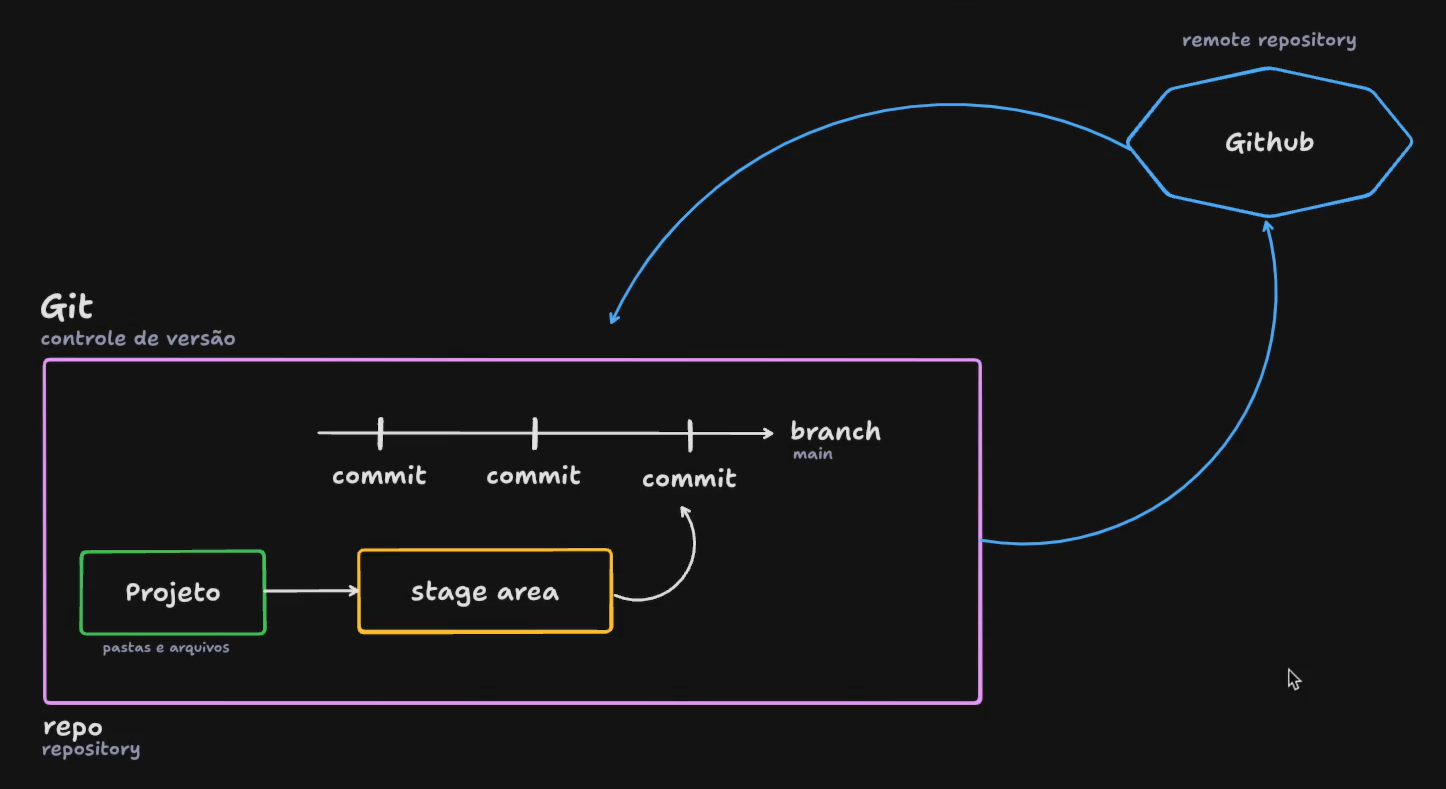 remote repository
Github
Git
controle de versão
branch
main
commit
commit
commit
Projeto
stage area
pastas e arquivos
repo
repository